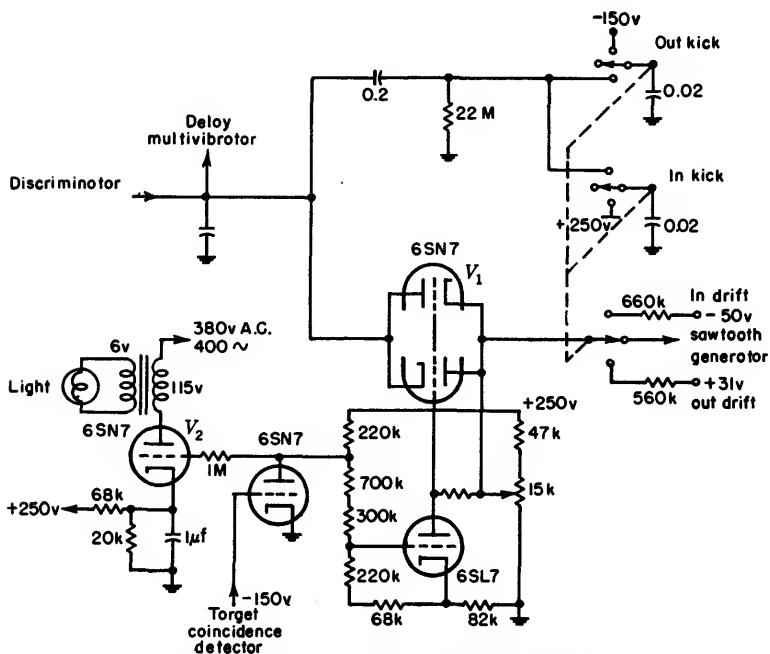 -150v
Out kick
0.2
0.02
22 M
Deloy
multivibrotor
Discriminotor
In kick
+250v
0.02
6SN7
V1
660k
In drift
- 50v
sawtooth
generotor
+31v
560k
out drift
380v A.C.
400 ~
6v
Light
115v
6SN7
V2
6SN7
1M
+250v
220k
47k
700k
15k
300k
+250v
68k
20k
1μf
220k
6SL7
68k
82k
-150v
Torget
coincidence
detector